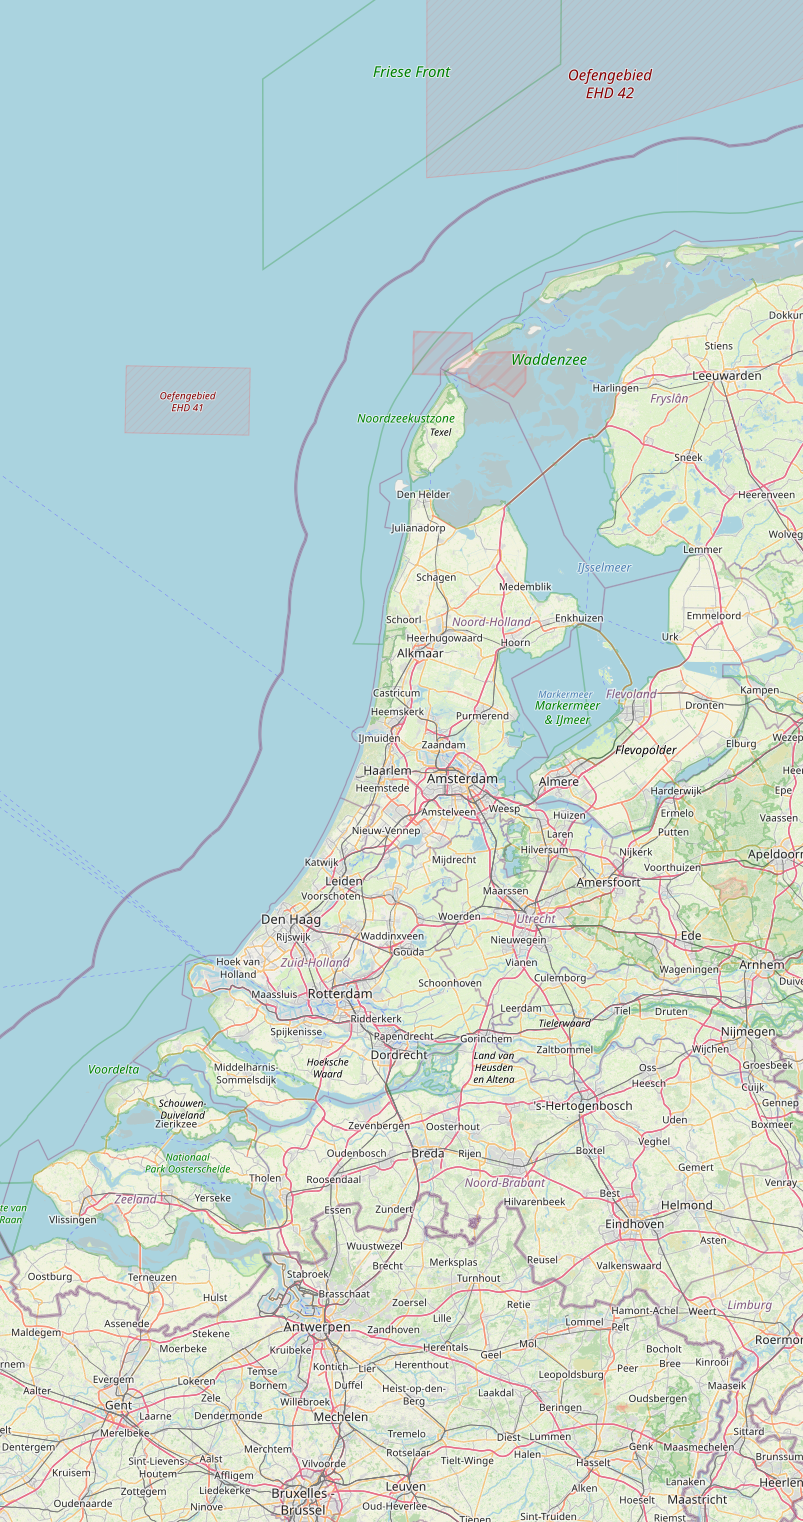 Friese Front
Oefengebied
EHD 42
Dokkum
Stiens
Waddenzee
Leeuwarden
Oefengebied
EHD 41
Harlingen
Fryslân
Noordzeekustzone
Texel
Sneek
Den Helder
Heerenveen
Julianadorp
Wolveg
Lemmer
IJsselmeer
Schagen
Medemblik
Emmeloord
Schoorl
Noord-Holland
Enkhuizen
Heerhugowaard
Hoorn
Urk
Alkmaar
Castricum
Markermeer
Flevoland
Kampen
Markermeer
& IJmeer
Dronten
Heemskerk
Purmerend
IJmuiden
Zaandam
Flevopolder
Elburg
Wezep
Haarlem
Amsterdam
Almere
Heer
Heemstede
Harderwijk
Epe
Amstelveen
Weesp
Huizen
Ermelo
Vaassen
Nieuw-Vennep
Laren
Putten
Katwijk
Mijdrecht
Hilversum
Nijkerk
Apeldoorn
Leiden
Voorthuizen
Voorschoten
Maarssen
Amersfoort
Den Haag
Woerden
Utrecht
Rijswijk
Waddinxveen
Nieuwegein
Ede
Gouda
Hoek van
Holland
Zuid-Holland
Vianen
Wageningen
Arnhem
Culemborg
Maassluis
Rotterdam
Schoonhoven
Duive
Leerdam
Tiel
Druten
Ridderkerk
Tielerwaard
Spijkenisse
Papendrecht
Gorinchem
Nijmegen
Dordrecht
Zaltbommel
Wijchen
Voordelta
Middelharnis-
Sommelsdijk
Hoeksche
Waard
Land van
Heusden
en Altena
Oss
Groesbeek
Heesch
Cuijk
Schouwen-
Duiveland
Zierikzee
's-Hertogenbosch
Gennep
Zevenbergen
Oosterhout
Uden
Boxmeer
Veghel
Oudenbosch
Breda
Rijen
Boxtel
Nationaal
Park Oosterschelde
Gemert
Tholen
Roosendaal
Noord-Brabant
Venray
Zeeland
Yerseke
Best
Hilvarenbeek
Helmond
te van
Raan
Vlissingen
Essen
Zundert
Eindhoven
Asten
Wuustwezel
Brecht
Merksplas
Reusel
Valkenswaard
Oostburg
Terneuzen
Stabroek
Turnhout
Hulst
Brasschaat
Zoersel
Retie
Limburg
Hamont-Achel
Weert
Assenede
Lille
Lommel
Maldegem
Stekene
Antwerpen
Zandhoven
Pelt
Roermon
Moerbeke
Kruibeke
Herentals
Mol
Bocholt
Geel
Bree
Kinrooi
rnem
Evergem
Lokeren
Temse
Kontich
Lier
Herenthout
Peer
Leopoldsburg
Aalter
Zele
Bornem
Duffel
Heist-op-den-
Berg
Laakdal
Maaseik
Gent
Willebroek
Oudsbergen
Laarne
Dendermonde
Mechelen
Beringen
Merelbeke
Tremelo
Diest
Lummen
Sittard
elt
Dentergem
Merchtem
Rotselaar
Genk
Maasmechelen
Sint-Lievens-
Houtem
Aalst
Vilvoorde
Tielt-Winge
Halen
Hasselt
Brunssum
Kruisem
Affligem
Lanaken
Heerlen
Zottegem
Liedekerke
Bruxelles -
Brussel
Leuven
Alken
Oudenaarde
Ninove
Oud-Heverlee
Hoeselt
Maastricht
Tienen
Sint-Truiden
Riemst